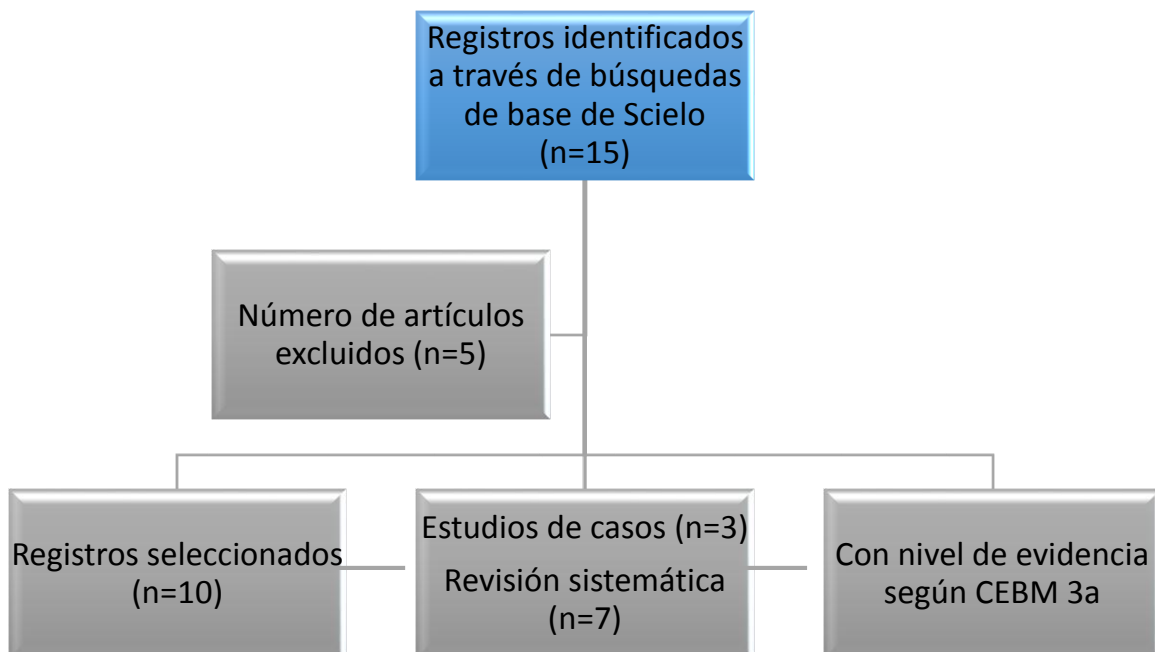 Registros identificados
a través de búsquedas
de base de Scielo
(n=15)
Número de artículos
excluidos (n=5)
Registros seleccionados
(n=10)
Estudios de casos (n=3)
Revisión sistemática
(n=7)
Con nivel de evidencia
según CEBM 3a